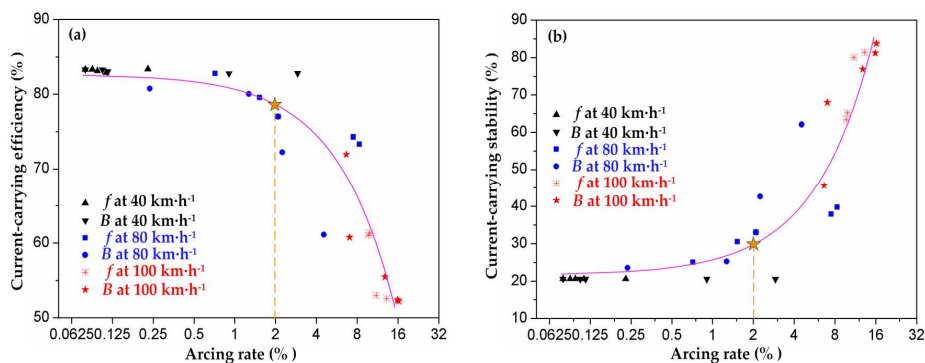 (a)
90
80
70
60
50
Current-carrying efficiency (%)
f at 40 km·h⁻¹
B at 40 km·h⁻¹
f at 80 km·h⁻¹
B at 80 km·h⁻¹
f at 100 km·h⁻¹
B at 100 km·h⁻¹
0.0625 0.125 0.5 1 2 4 8 16 32
Arcing rate (%)
(b)
90
80
70
60
50
40
30
20
10
Current-carrying stability (%)
f at 40 km·h⁻¹
B at 40 km·h⁻¹
f at 80 km·h⁻¹
B at 80 km·h⁻¹
f at 100 km·h⁻¹
B at 100 km·h⁻¹
0.0625 0.125 0.5 1 2 4 8 16 32
Arcing rate (%)